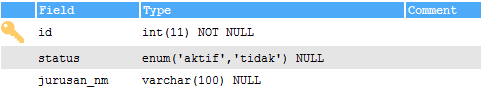 Field Type Comment
id int(11) NOT NULL
status enum('aktif','tidak') NULL
jurusan_nm varchar(100) NULL